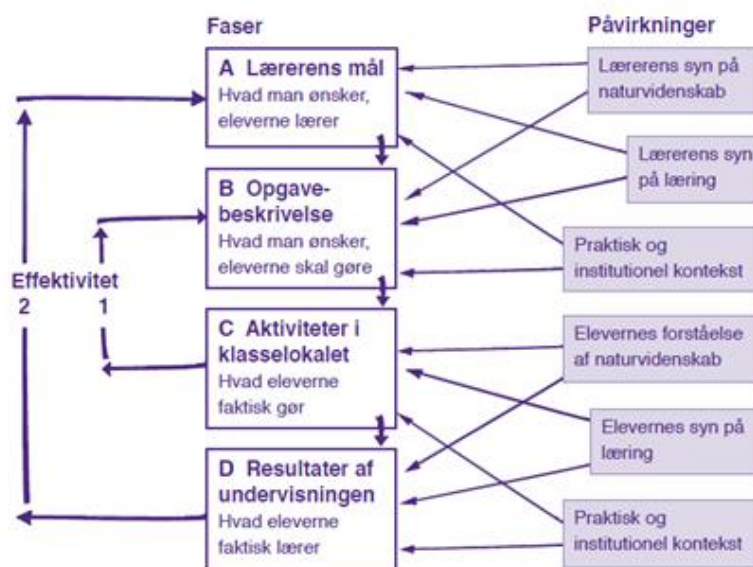 Faser
Påvirkninger
A Lærerens mål
Hvad man ønsker,
eleverne lærer
B Opgave-
beskrivelse
Hvad man ønsker,
eleverne skal gøre
C Aktiviteter i
klasselokalet
Hvad eleverne
faktisk gør
D Resultater af
undervisningen
Hvad eleverne
faktisk lærer
Effektivitet
2 1
Lærerens syn på
naturvidenskab
Lærerens syn
på læring
Praktisk og
institutionel kontekst
Elevernes forståelse
af naturvidenskab
Elevernes syn på
læring
Praktisk og
institutionel kontekst